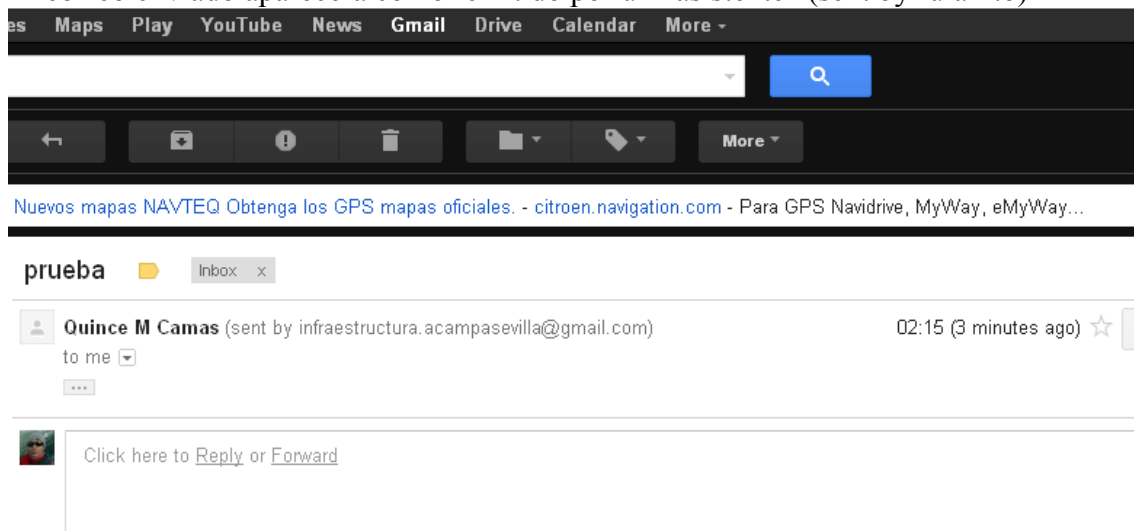 es Maps Play YouTube News Gmail Drive Calendar More
More
Nuevos mapas NAVTEQ Obtenga los GPS mapas oficiales. - citroen.navigation.com - Para GPS Navidrive, MyWay, eMyWay...
prueba Inbox x
Quince M Camas (sent by infraestructura.acampasevilla@gmail.com) 02:15 (3 minutes ago)
to me
Click here to Reply or Forward